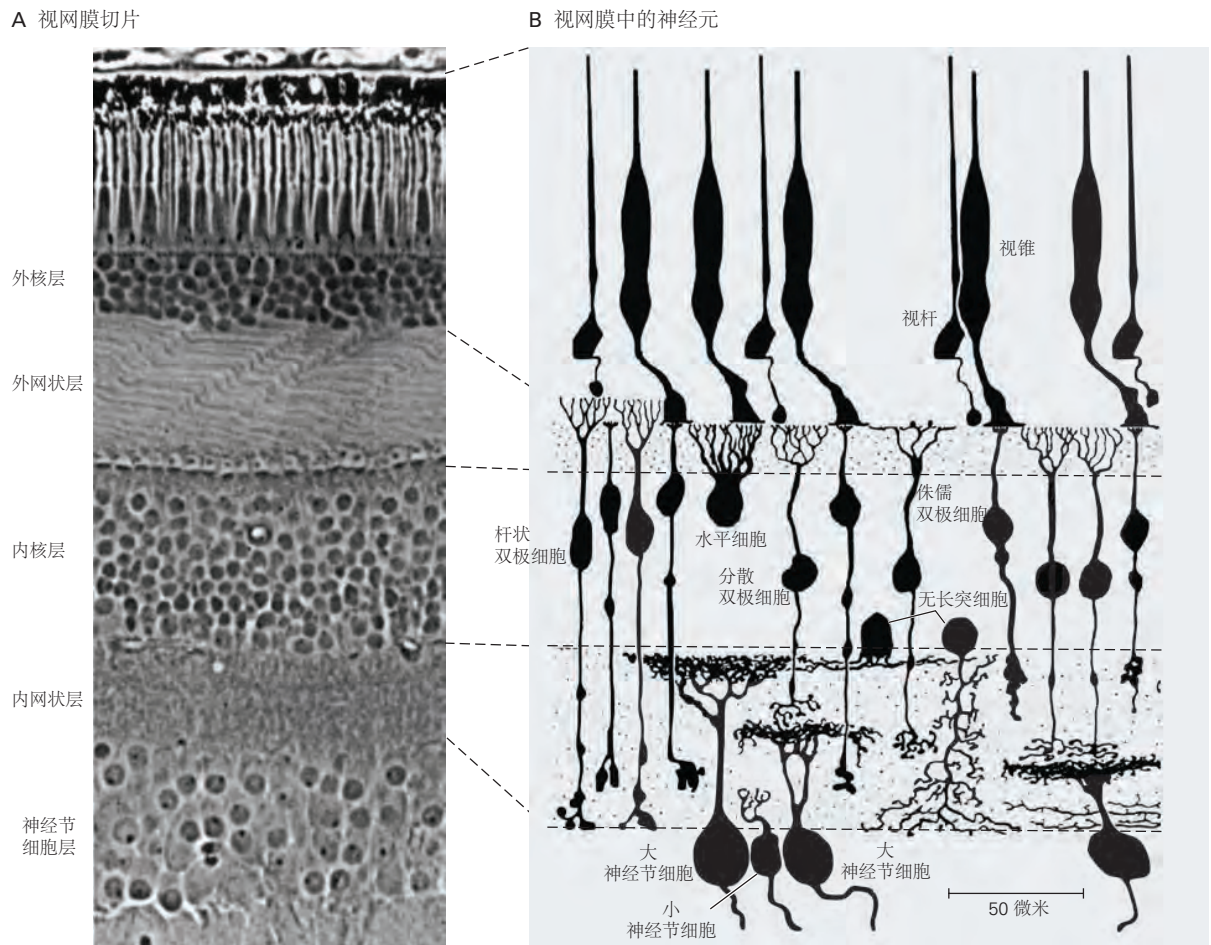 A 视网膜切片
B 视网膜中的神经元
外核层
外网状层
内核层
内网状层
神经节
细胞层
视锥
视杆
侏儒
双极细胞
杆状
双极细胞
水平细胞
分散
双极细胞
无长突细胞
大
神经节细胞
大
神经节细胞
小
神经节细胞
50 微米